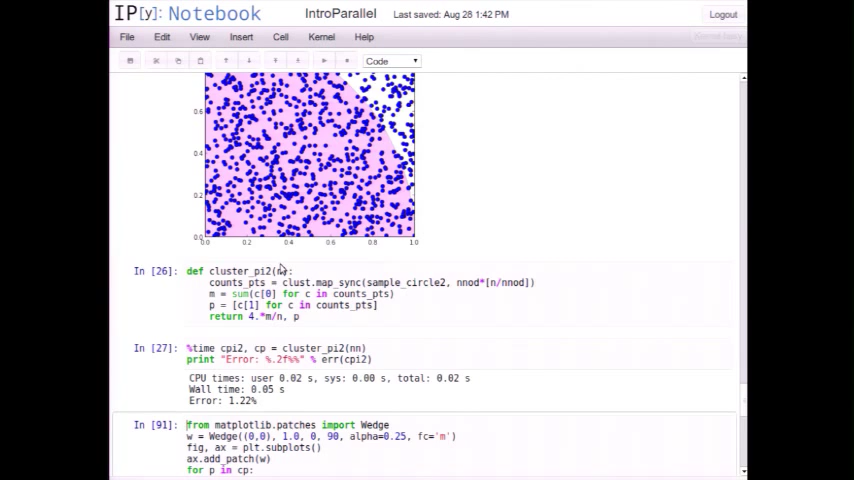 IP[y]: Notebook IntroParallel Last saved: Aug 28 1:42 PM Logout
File Edit View Insert Cell Kernel Help
Code
0.6
0.4
0.2
0.0
0.0 0.2 0.4 0.6 0.8 1.0
In [26]: def cluster_pi2(n):
counts_pts = clust.map_sync(sample_circle2, nnod*[n/nnod])
m = sum(c[0] for c in counts_pts)
p = [c[1] for c in counts_pts]
return 4.*m/n, p
In [27]: %time cpi2, cp = cluster_pi2(nn)
print "Error: %.2f%%" % err(cpi2)
CPU times: user 0.02 s, sys: 0.00 s, total: 0.02 s
Wall time: 0.05 s
Error: 1.22%
In [91]: from matplotlib.patches import Wedge
w = Wedge((0,0), 1.0, 0, 90, alpha=0.25, fc='m')
fig, ax = plt.subplots()
ax.add_patch(w)
for p in cp: